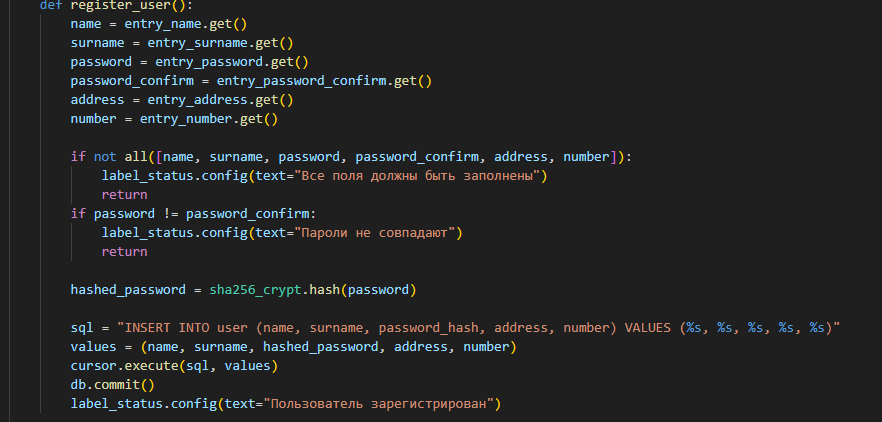 def register_user():
name = entry_name.get()
surname = entry_surname.get()
password = entry_password.get()
password_confirm = entry_password_confirm.get()
address = entry_address.get()
number = entry_number.get()
if not all([name, surname, password, password_confirm, address, number]):
label_status.config(text="Все поля должны быть заполнены")
return
if password != password_confirm:
label_status.config(text="Пароли не совпадают")
return
hashed_password = sha256_crypt.hash(password)
sql = "INSERT INTO user (name, surname, password_hash, address, number) VALUES (%s, %s, %s, %s, %s)"
values = (name, surname, hashed_password, address, number)
cursor.execute(sql, values)
db.commit()
label_status.config(text="Пользователь зарегистрирован")